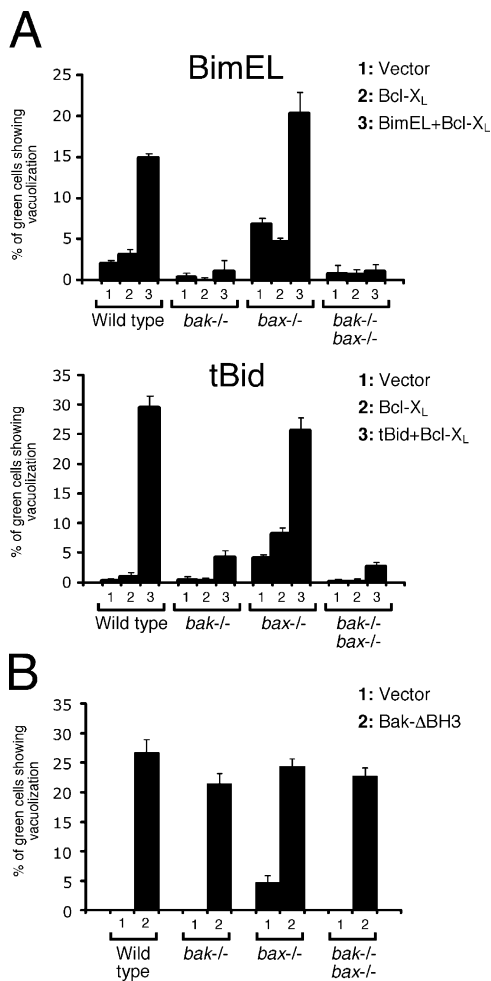 A
BimEL
1: Vector
2: Bcl-XL
3: BimEL+Bcl-XL
% of green cells showing
vacuolization
25
20
15
10
5
0
1 2 3 1 2 3 1 2 3 1 2 3
Wild type bak-/- bax-/- bak-/-
bax-/-
tBid
1: Vector
2: Bcl-XL
3: tBid+Bcl-XL
% of green cells showing
vacuolization
35
30
25
20
15
10
5
0
1 2 3 1 2 3 1 2 3 1 2 3
Wild type bak-/- bax-/- bak-/-
bax-/-
B
1: Vector
2: Bak-ΔBH3
% of green cells showing
vacuolization
35
30
25
20
15
10
5
0
1 2 1 2 1 2 1 2
Wild bak-/- bax-/- bak-/-
type bax-/-